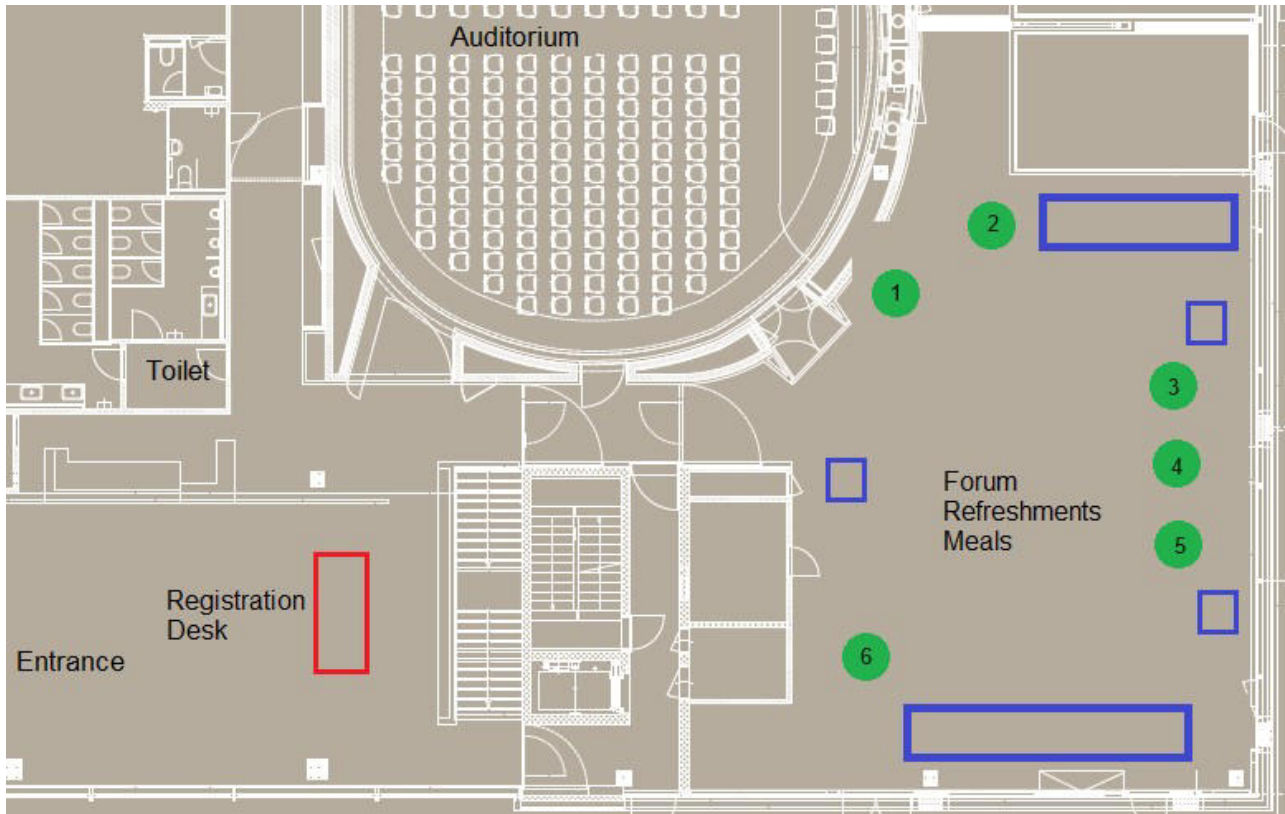 Auditorium
2
1
Toilet
3
4
Forum
Refreshments
Meals
5
Registration
Desk
Entrance
6